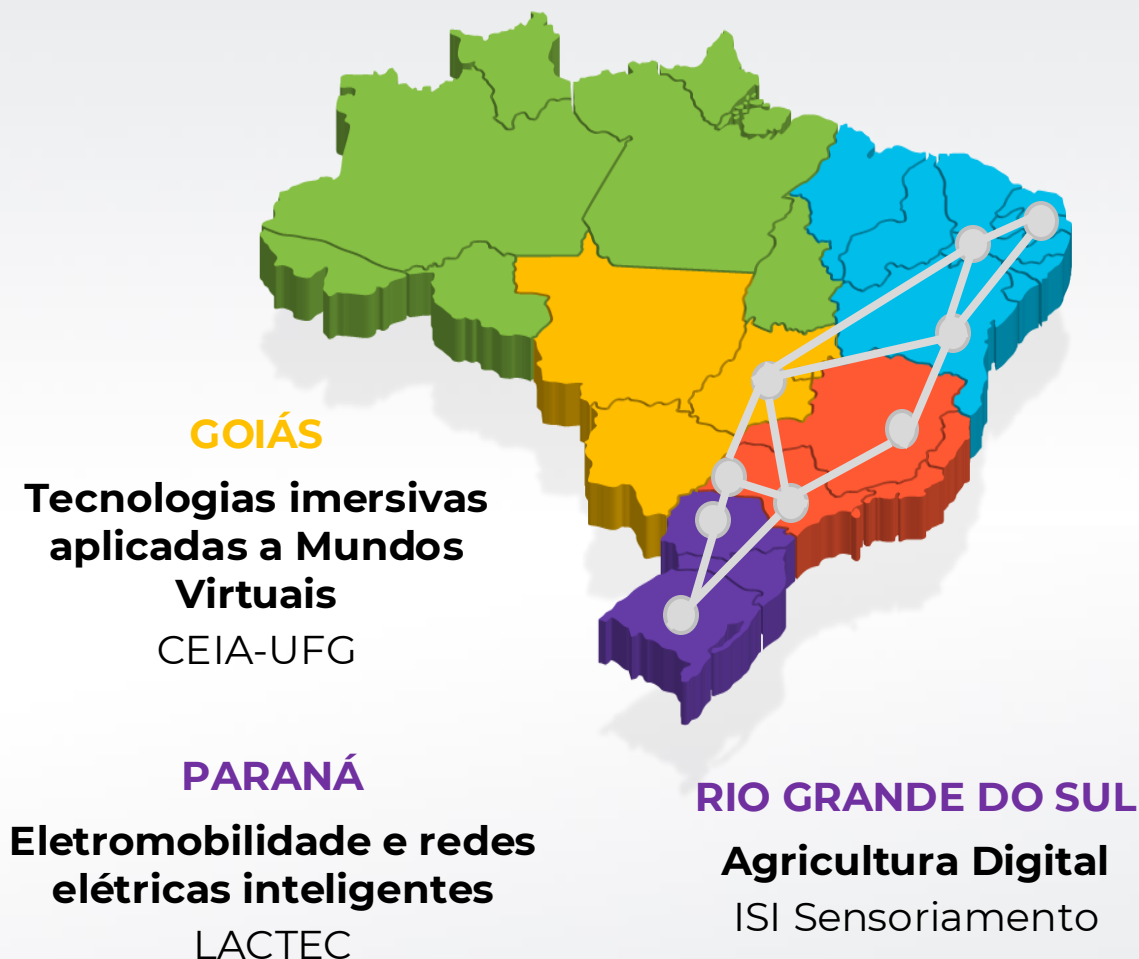 GOIÁS
Tecnologias imersivas
aplicadas a Mundos
Virtuais
CEIA-UFG
PARANÁ
Eletromobilidade e redes
elétricas inteligentes
LACTEC
RIO GRANDE DO SUL
Agricultura Digital
ISI Sensoriamento